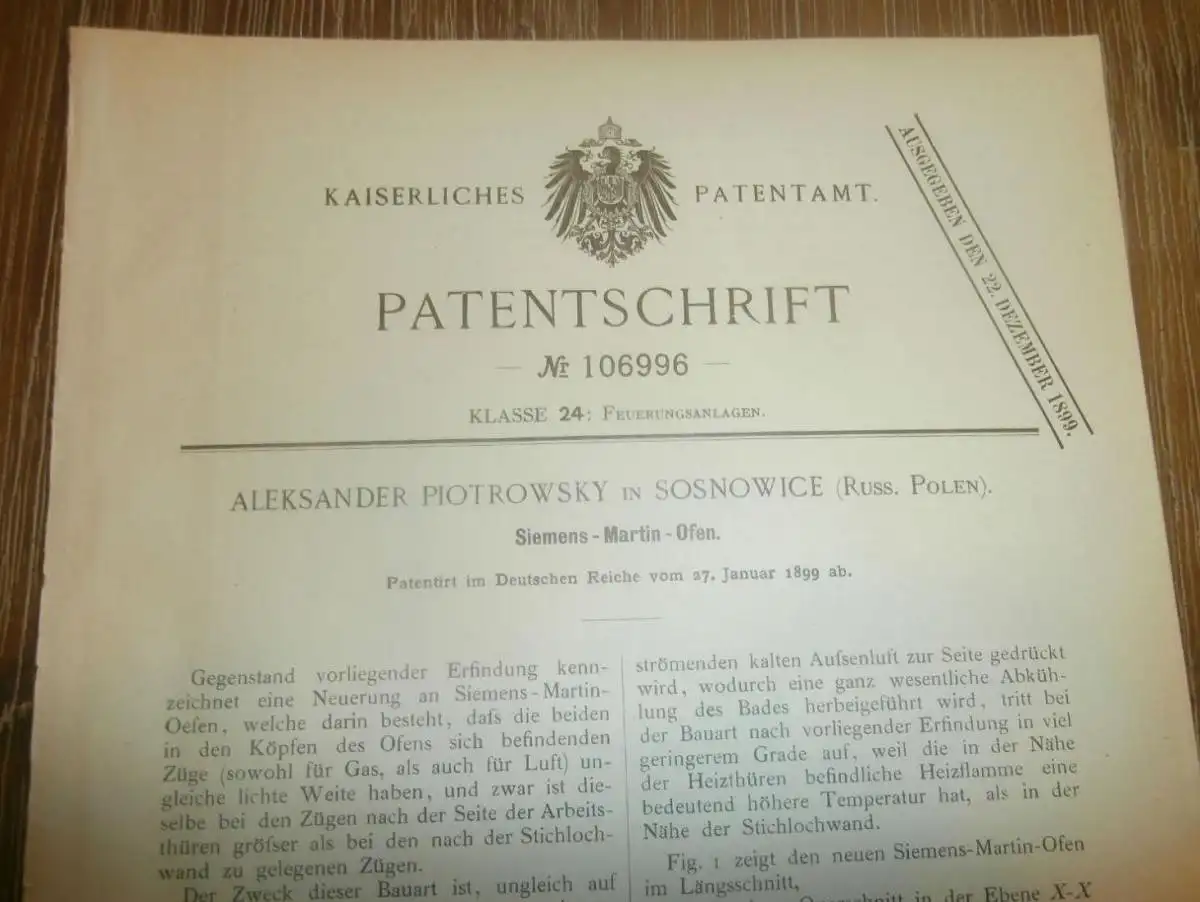 KAISERLICHES PATENTAMT.
AUSGEGEBEN DEN 22. DEZEMBER 1899.
PATENTSCHRIFT
— № 106996 —
KLASSE 24: FEUERUNGSANLAGEN.
ALEKSANDER PIOTROWSKY IN SOSNOWICE (RUSS. POLEN).
Siemens-Martin-Ofen.
Patentirt im Deutschen Reiche vom 27. Januar 1899 ab.
Gegenstand vorliegender Erfindung kenn-
zeichnet eine Neuerung an Siemens-Martin-
Oefen, welche darin besteht, dafs die beiden
in den Köpfen des Ofens sich befindenden
Züge (sowohl für Gas, als auch für Luft) un-
gleiche lichte Weite haben, und zwar ist die-
selbe bei den Zügen nach der Seite der Arbeits-
thüren gröfser als bei den nach der Stichloch-
wand zu gelegenen Zügen.
Der Zweck dieser Bauart ist, ungleich auf
strömenden kalten Aufsenluft zur Seite gedrückt
wird, wodurch eine ganz wesentliche Abküh-
lung des Bades herbeigeführt wird, tritt bei
der Bauart nach vorliegender Erfindung in viel
geringerem Grade auf, weil die in der Nähe
der Heizthüren befindliche Heizflamme eine
bedeutend höhere Temperatur hat, als in der
Nähe der Stichlochwand.
Fig. 1 zeigt den neuen Siemens-Martin-Ofen
im Längsschnitt,
in der Ebene X-X